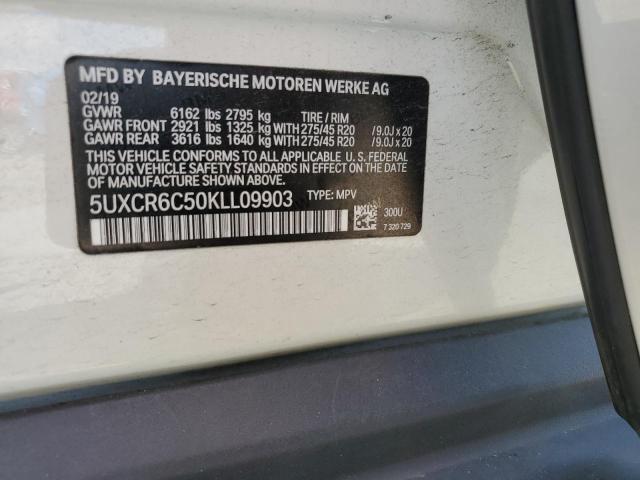 MFD BY BAYERISCHE MOTOREN WERKE AG
02/19
GVWR 6162 lbs 2795 kg TIRE / RIM
GAWR FRONT 2921 lbs 1325 kg WITH 275/45 R20 /9.0J x 20
GAWR REAR 3616 lbs 1640 kg WITH 275/45 R20 /9.0J x 20
THIS VEHICLE CONFORMS TO ALL APPLICABLE U. S. FEDERAL
MOTOR VEHICLE SAFETY STANDARDS IN EFFECT ON
THE DATE OF MANUFACTURE SHOWN ABOVE.
5UXCR6C50KLL09903 TYPE: MPV
300U
7 320 729